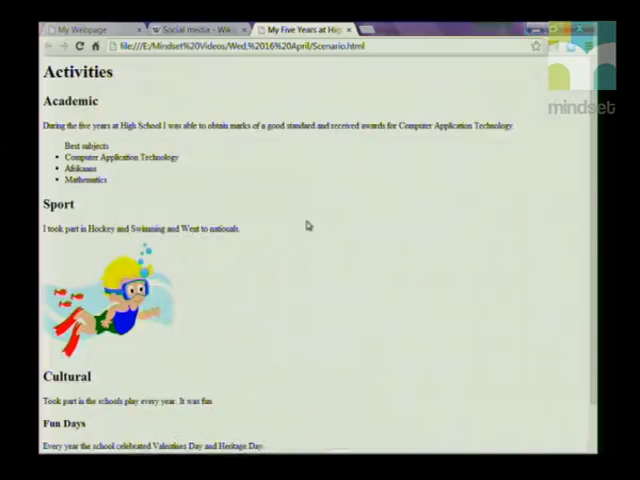 My Webpage
Social media - Wiki
My Five Years at High
file:///E:/Mindset%20Videos/Wed,%2016%20April/Scenario.html
mindset
Activities
Academic
During the five years at High School I was able to obtain marks of a good standard and received awards for Computer Application Technology.
Best subjects
• Computer Application Technology
• Afrikaans
• Mathematics
Sport
I took part in Hockey and Swimming and Went to nationals.
Cultural
Took part in the schools play every year. It was fun
Fun Days
Every year the school celebrated Valentines Day and Heritage Day.